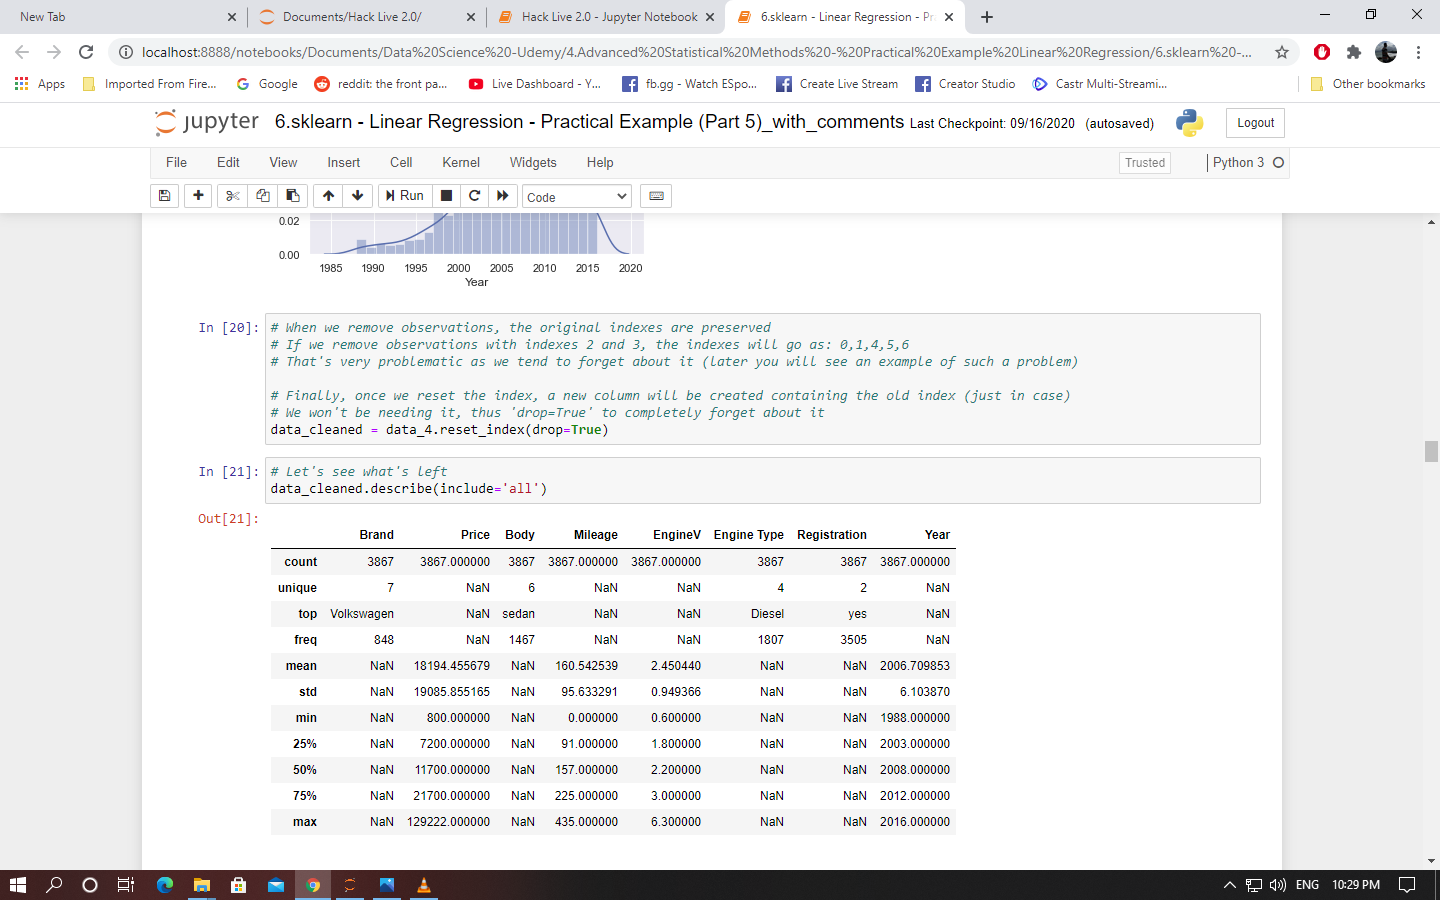 New Tab
Documents/Hack Live 2.0/
Hack Live 2.0 - Jupyter Notebook
6.sklearn - Linear Regression - Pr
localhost:8888/notebooks/Documents/Data%20Science%20-Udemy/4.Advanced%20Statistical%20Methods%20-%20Practical%20Example%20Linear%20Regression/6.sklearn%20-...
Apps Imported From Fire... Google reddit: the front pa... Live Dashboard - Y... fb.gg - Watch ESpo... Create Live Stream Creator Studio Castr Multi-Streami... Other bookmarks
jupyter 6.sklearn - Linear Regression - Practical Example (Part 5)_with_comments Last Checkpoint: 09/16/2020 (autosaved) Logout
File Edit View Insert Cell Kernel Widgets Help Trusted Python 3
Run Code
0.02
0.00
1985 1990 1995 2000 2005 2010 2015 2020
Year
In [20]: # When we remove observations, the original indexes are preserved
# If we remove observations with indexes 2 and 3, the indexes will go as: 0,1,4,5,6
# That's very problematic as we tend to forget about it (later you will see an example of such a problem)
# Finally, once we reset the index, a new column will be created containing the old index (just in case)
# We won't be needing it, thus 'drop=True' to completely forget about it
data_cleaned = data_4.reset_index(drop=True)
In [21]: # Let's see what's left
data_cleaned.describe(include='all')
Out[21]:
Brand Price Body Mileage EngineV Engine Type Registration Year
count 3867 3867.000000 3867 3867.000000 3867.000000 3867 3867 3867.000000
unique 7 NaN 6 NaN NaN 4 2 NaN
top Volkswagen NaN sedan NaN NaN Diesel yes NaN
freq 848 NaN 1467 NaN NaN 1807 3505 NaN
mean NaN 18194.455679 NaN 160.542539 2.450440 NaN NaN 2006.709853
std NaN 19085.855165 NaN 95.633291 0.949366 NaN NaN 6.103870
min NaN 800.000000 NaN 0.000000 0.600000 NaN NaN 1988.000000
25% NaN 7200.000000 NaN 91.000000 1.800000 NaN NaN 2003.000000
50% NaN 11700.000000 NaN 157.000000 2.200000 NaN NaN 2008.000000
75% NaN 21700.000000 NaN 225.000000 3.000000 NaN NaN 2012.000000
max NaN 129222.000000 NaN 435.000000 6.300000 NaN NaN 2016.000000
ENG 10:29 PM